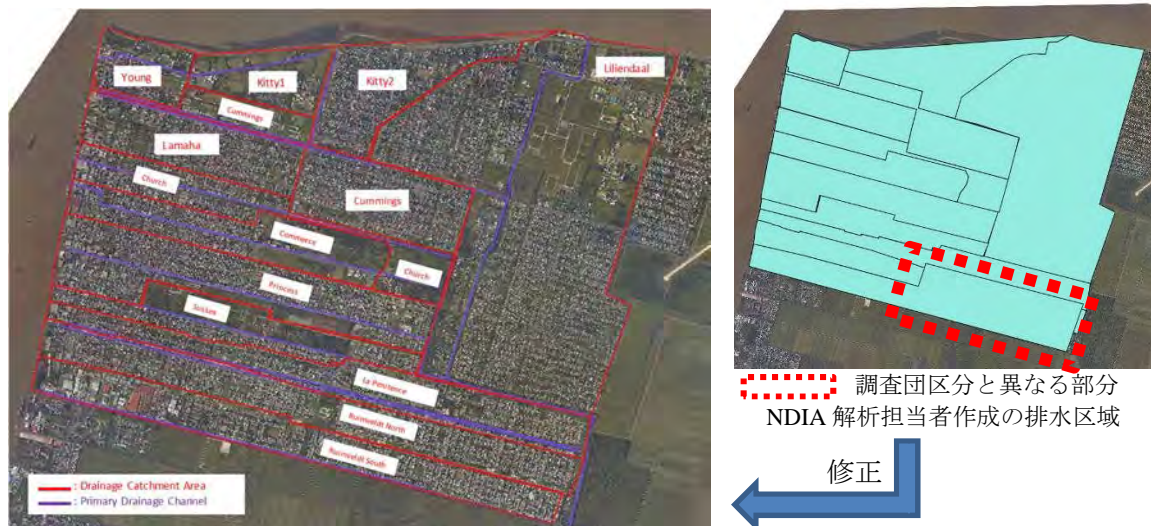 Young
Kitty1
Kitty2
Liliendaal
Cummings
Lamaha
Church
Cummings
Commerce
Church
Princess
Sussex
La Penitence
Ruimveldt North
Ruimveldt South
: Drainage Catchment Area
: Primary Drainage Channel
調査団区分と異なる部分
NDIA 解析担当者作成の排水区域
修正